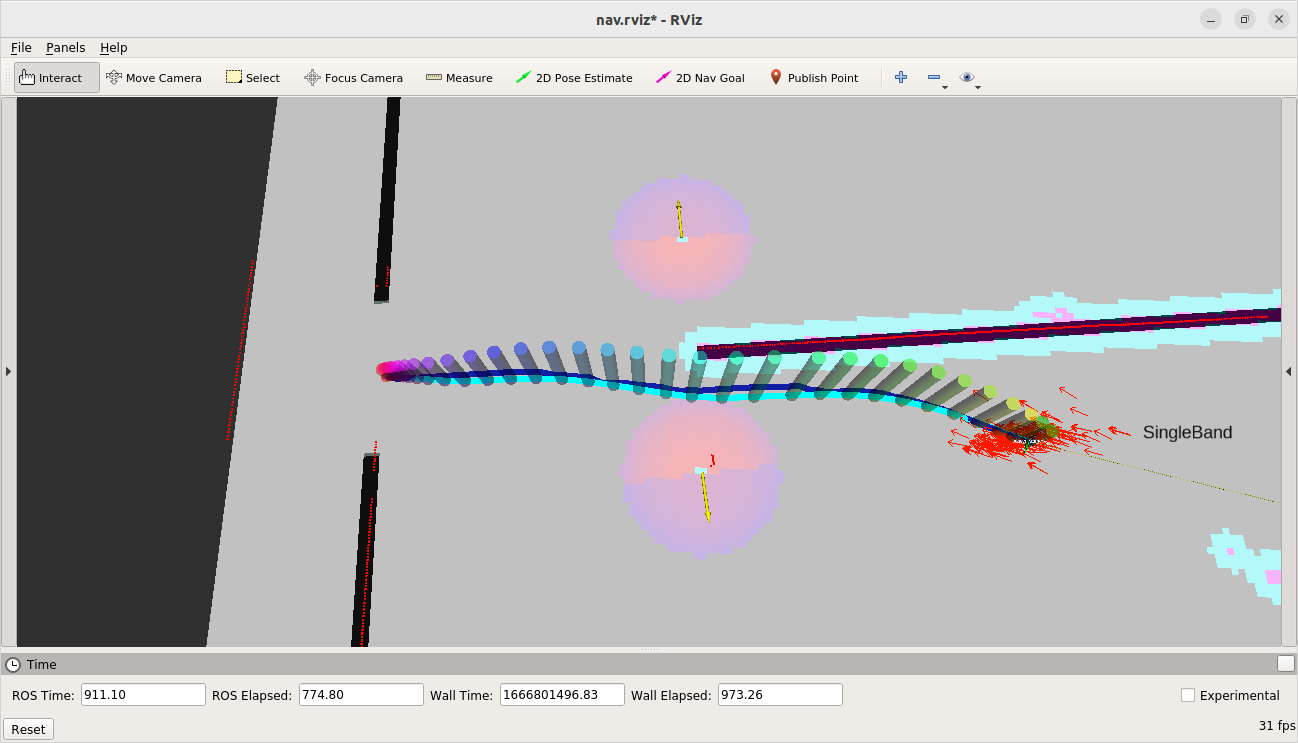 nav.rviz* - RViz
File Panels Help
Interact Move Camera Select Focus Camera Measure 2D Pose Estimate 2D Nav Goal Publish Point
SingleBand
Time
ROS Time: 911.10 ROS Elapsed: 774.80 Wall Time: 1666801496.83 Wall Elapsed: 973.26 Experimental
Reset 31 fps